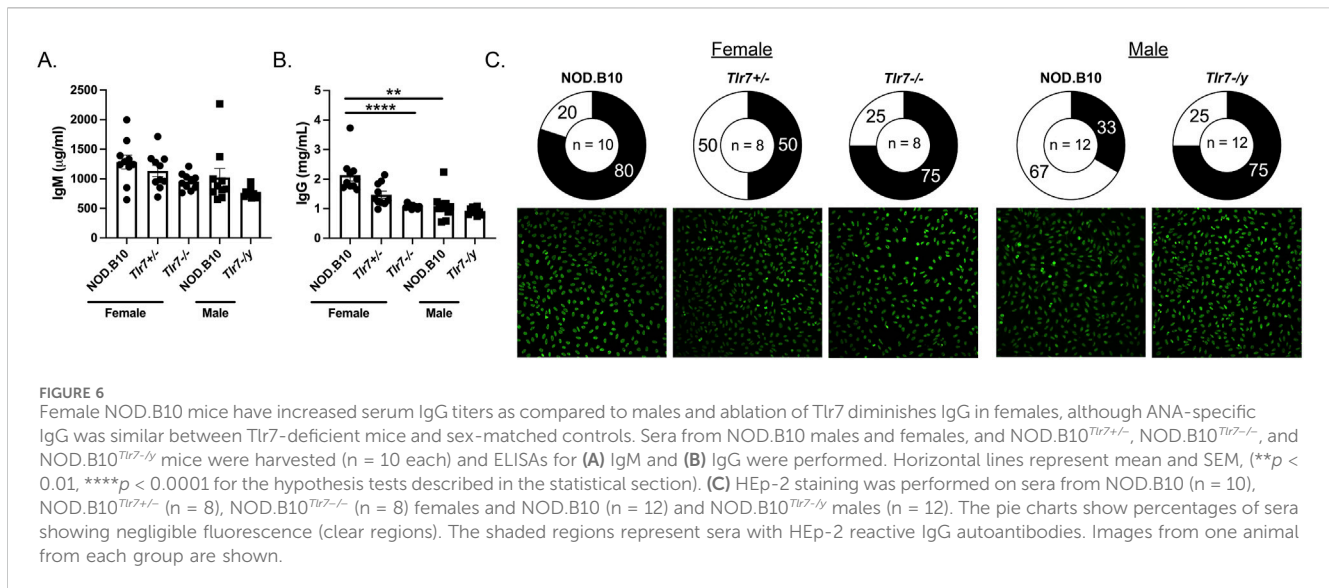 A.
2500
2000
1500
1000
500
0
IgM (µg/ml)
NOD.B10
Tlr7+/-
Tlr7-/-
NOD.B10
Tlr7-/y
Female
Male
B.
**
****
5
4
3
2
1
0
IgG (mg/mL)
NOD.B10
Tlr7+/-
Tlr7-/-
NOD.B10
Tlr7-/y
Female
Male
C.
Female
Male
NOD.B10
Tlr7+/-
Tlr7-/-
NOD.B10
Tlr7-/y
20
n = 10
80
50
n = 8
50
25
n = 8
75
33
n = 12
67
25
n = 12
75
FIGURE 6
Female NOD.B10 mice have increased serum IgG titers as compared to males and ablation of Tlr7 diminishes IgG in females, although ANA-specific
IgG was similar between Tlr7-deficient mice and sex-matched controls. Sera from NOD.B10 males and females, and NOD.B10Tlr7+/−, NOD.B10Tlr7−/−, and
NOD.B10Tlr7-/y mice were harvested (n = 10 each) and ELISAs for (A) IgM and (B) IgG were performed. Horizontal lines represent mean and SEM, (**p <
0.01, ****p < 0.0001 for the hypothesis tests described in the statistical section). (C) HEp-2 staining was performed on sera from NOD.B10 (n = 10),
NOD.B10Tlr7+/− (n = 8), NOD.B10Tlr7−/− (n = 8) females and NOD.B10 (n = 12) and NOD.B10Tlr7-/y males (n = 12). The pie charts show percentages of sera
showing negligible fluorescence (clear regions). The shaded regions represent sera with HEp-2 reactive IgG autoantibodies. Images from one animal
from each group are shown.